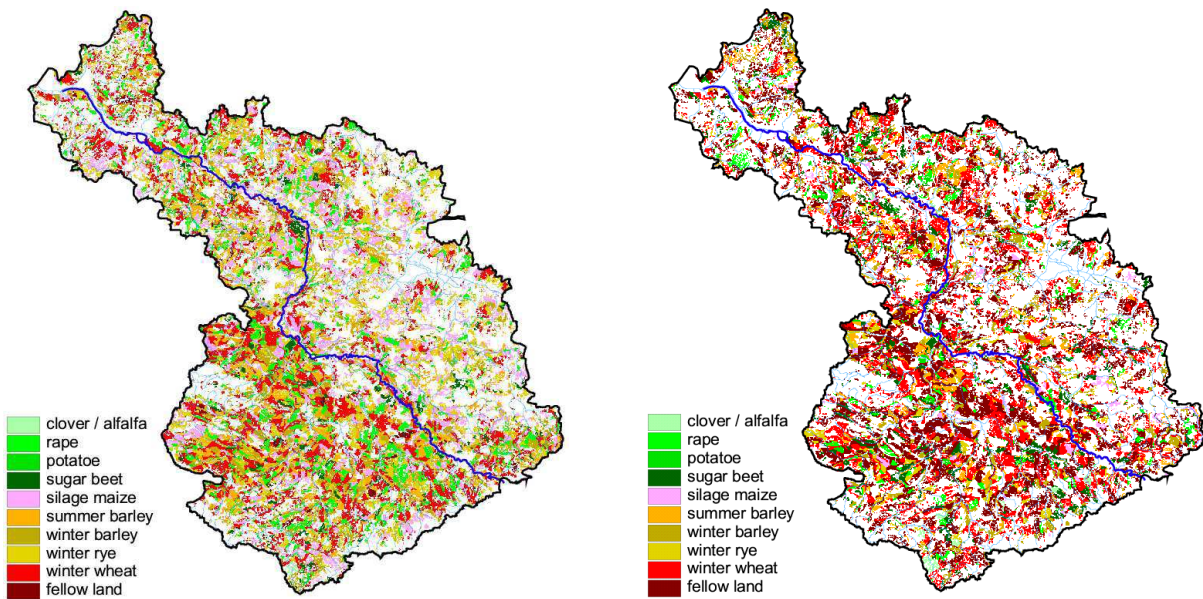 clover / alfalfa
rape
potatoe
sugar beet
silage maize
summer barley
winter barley
winter rye
winter wheat
fellow land
clover / alfalfa
rape
potatoe
sugar beet
silage maize
summer barley
winter barley
winter rye
winter wheat
fellow land